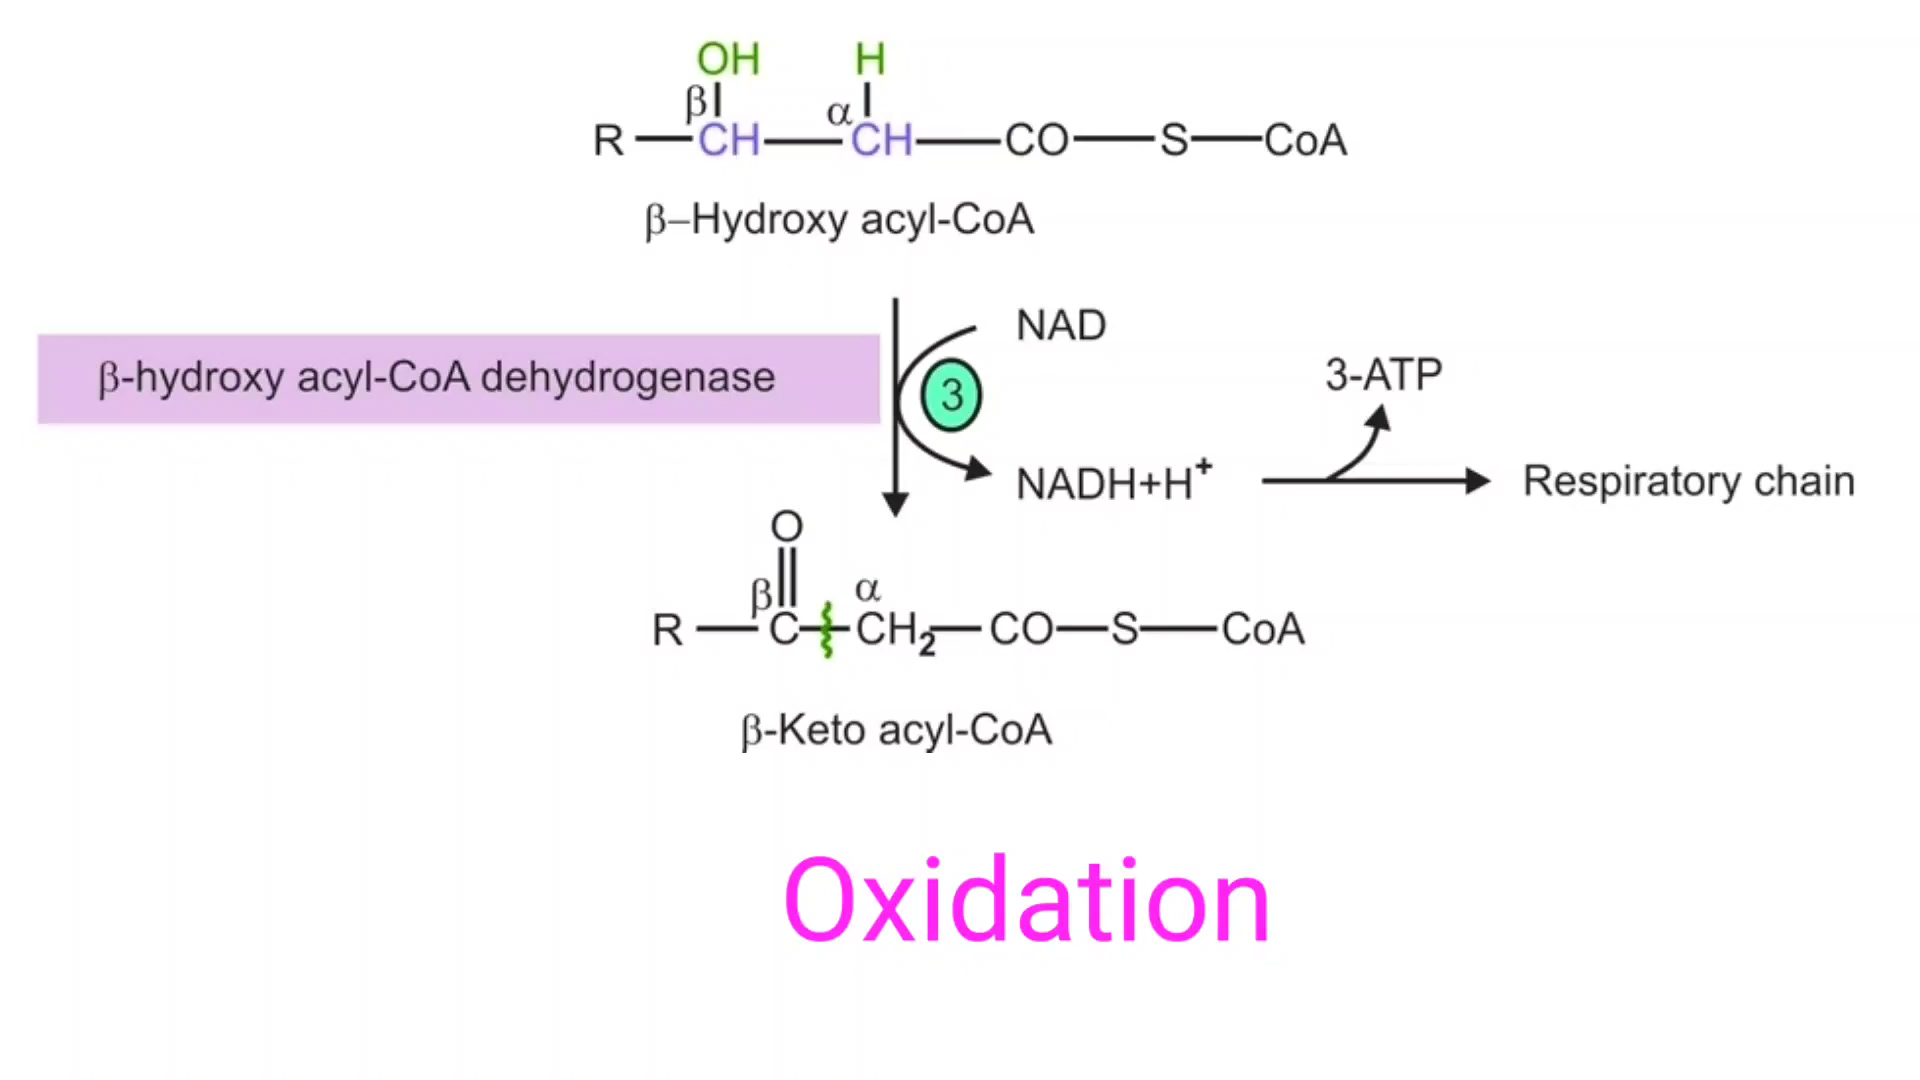 OH H
β α
R CH CH CO S CoA
β–Hydroxy acyl-CoA
NAD
β-hydroxy acyl-CoA dehydrogenase
3
3-ATP
NADH+H⁺
Respiratory chain
O
β α
R C CH₂ CO S CoA
β-Keto acyl-CoA
Oxidation